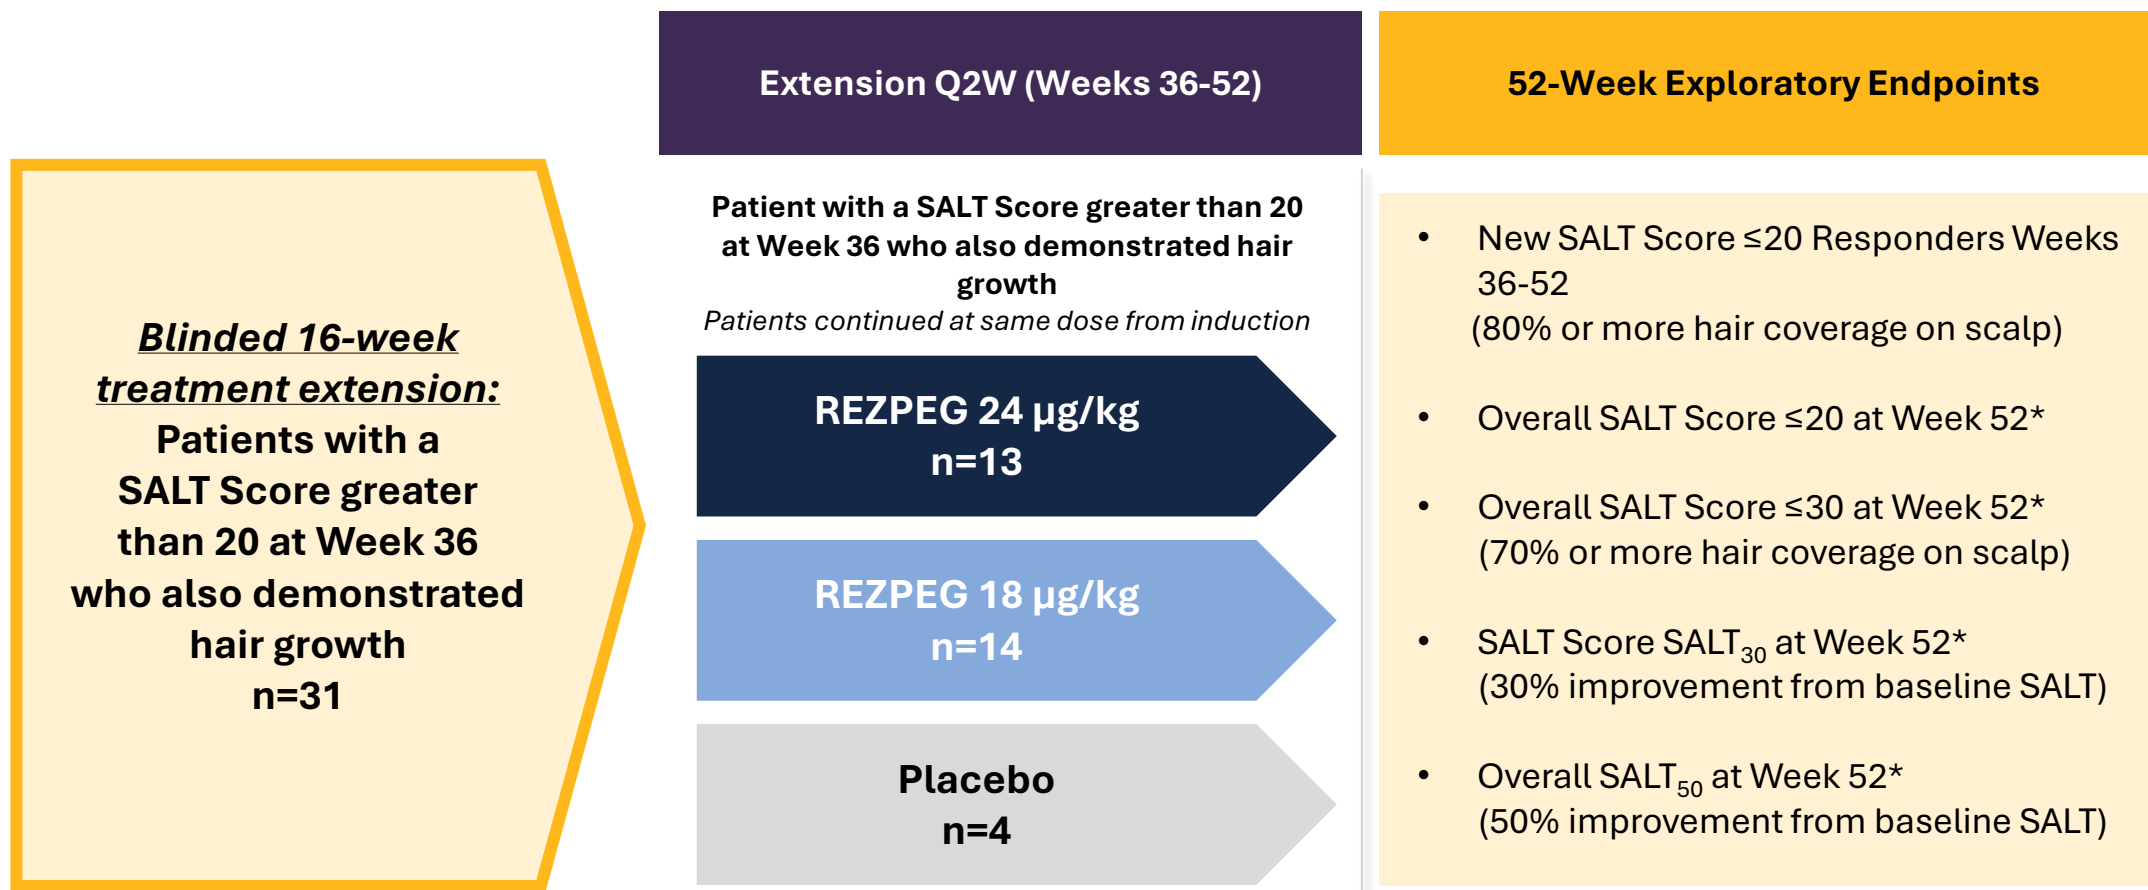 Extension Q2W (Weeks 36-52)
52-Week Exploratory Endpoints
Blinded 16-week
treatment extension:
Patients with a
SALT Score greater
than 20 at Week 36
who also demonstrated
hair growth
n=31
Patient with a SALT Score greater than 20
at Week 36 who also demonstrated hair
growth
Patients continued at same dose from induction
REZPEG 24 µg/kg
n=13
REZPEG 18 µg/kg
n=14
Placebo
n=4
• New SALT Score ≤20 Responders Weeks
36-52
(80% or more hair coverage on scalp)
• Overall SALT Score ≤20 at Week 52*
• Overall SALT Score ≤30 at Week 52*
(70% or more hair coverage on scalp)
• SALT Score SALT₃₀ at Week 52*
(30% improvement from baseline SALT)
• Overall SALT₅₀ at Week 52*
(50% improvement from baseline SALT)